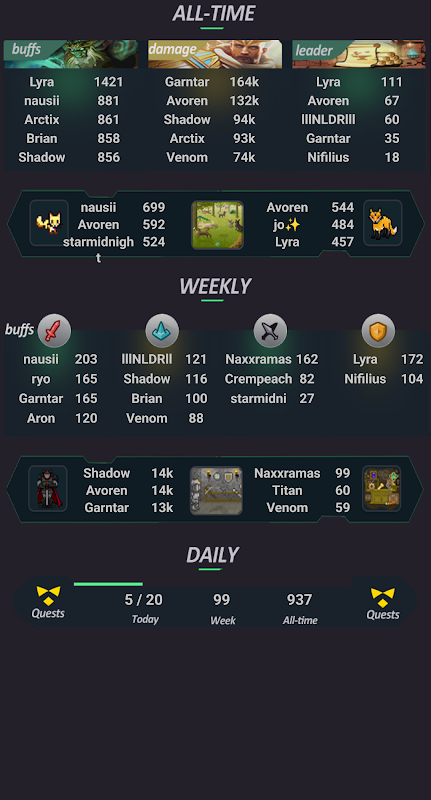 ALL-TIME
buffs damage leader
Lyra 1421 Garntar 164k Lyra 111
nausii 881 Avoren 132k Avoren 67
Arctix 861 Shadow 94k lllNLDRlll 60
Brian 858 Arctix 93k Garntar 35
Shadow 856 Venom 74k Nifilius 18
nausii 699 Avoren 544
Avoren 592 jo✨ 484
starmidnigh 524 Lyra 457
t
WEEKLY
buffs
nausii 203 lllNLDRll 121 Naxxramas 162 Lyra 172
ryo 165 Shadow 116 Crempeach 82 Nifilius 104
Garntar 165 Brian 100 starmidni 27
Aron 120 Venom 88
Shadow 14k Naxxramas 99
Avoren 14k Titan 60
Garntar 13k Venom 59
DAILY
Quests 5 / 20 99 937 Quests
Today Week All-time